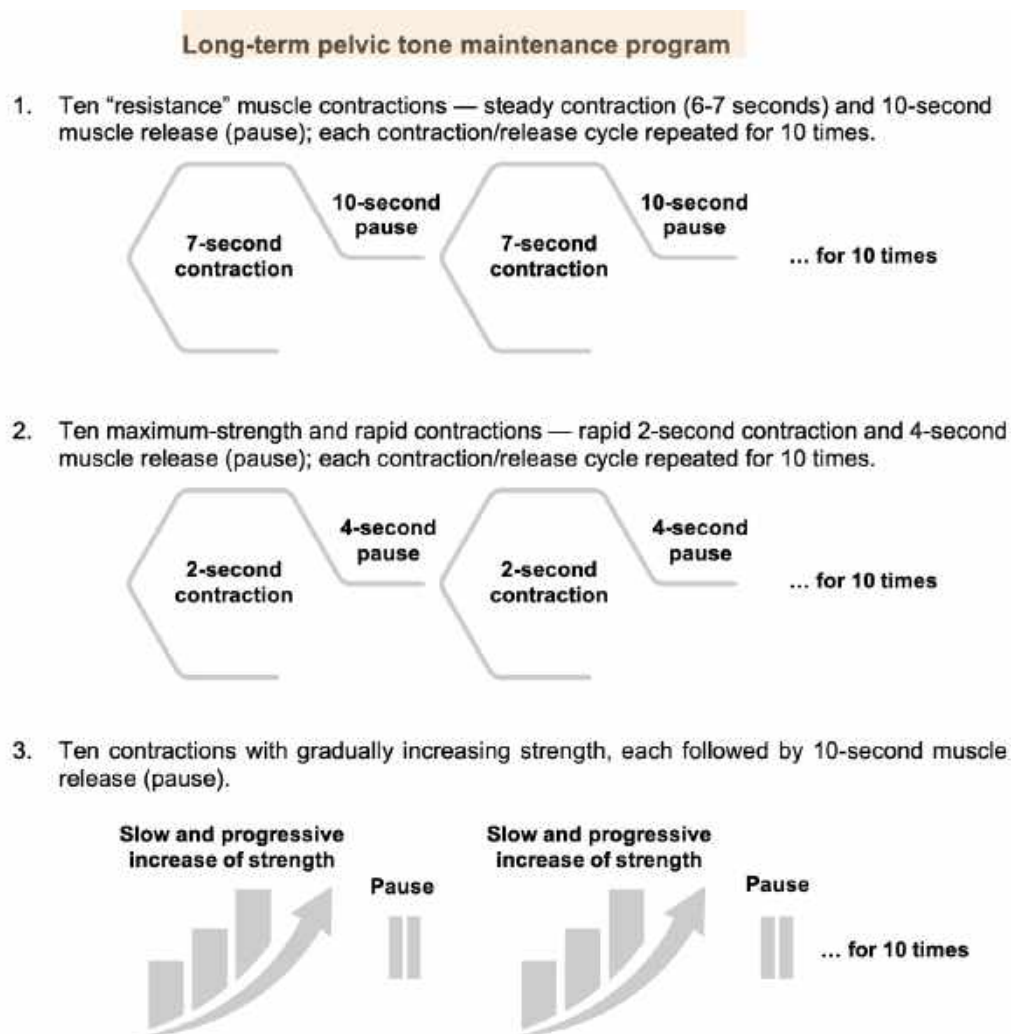 Long-term pelvic tone maintenance program
1. Ten “resistance” muscle contractions — steady contraction (6-7 seconds) and 10-second
muscle release (pause); each contraction/release cycle repeated for 10 times.
7-second
contraction
10-second
pause
7-second
contraction
10-second
pause
... for 10 times
2. Ten maximum-strength and rapid contractions — rapid 2-second contraction and 4-second
muscle release (pause); each contraction/release cycle repeated for 10 times.
2-second
contraction
4-second
pause
2-second
contraction
4-second
pause
... for 10 times
3. Ten contractions with gradually increasing strength, each followed by 10-second muscle
release (pause).
Slow and progressive
increase of strength
Pause
Slow and progressive
increase of strength
Pause
... for 10 times